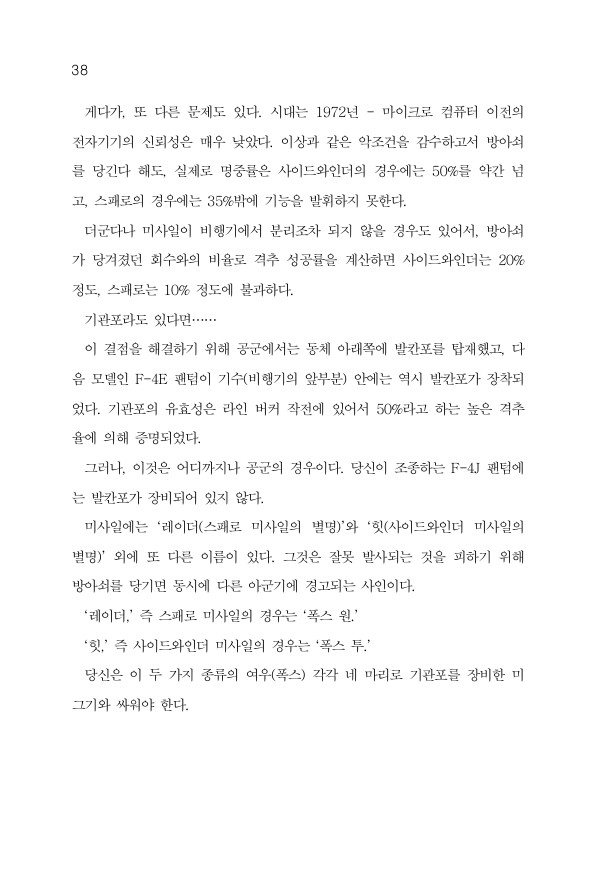 38
게다가, 또 다른 문제도 있다. 시대는 1972년 - 마이크로 컴퓨터 이전의
전자기기의 신뢰성은 매우 낮았다. 이상과 같은 악조건을 감수하고서 방아쇠
를 당긴다 해도, 실제로 명중률은 사이드와인더의 경우에는 50%를 약간 넘
고, 스패로의 경우에는 35%밖에 기능을 발휘하지 못한다.
더군다나 미사일이 비행기에서 분리조차 되지 않을 경우도 있어서, 방아쇠
가 당겨졌던 회수와의 비율로 격추 성공률을 계산하면 사이드와인더는 20%
정도, 스패로는 10% 정도에 불과하다.
기관포라도 있다면……
이 결점을 해결하기 위해 공군에서는 동체 아래쪽에 발칸포를 탑재했고, 다
음 모델인 F-4E 팬텀이 기수(비행기의 앞부분) 안에는 역시 발칸포가 장착되
었다. 기관포의 유효성은 라인 버커 작전에 있어서 50%라고 하는 높은 격추
율에 의해 증명되었다.
그러나, 이것은 어디까지나 공군의 경우이다. 당신이 조종하는 F-4J 팬텀에
는 발칸포가 장비되어 있지 않다.
미사일에는 ‘레이더(스패로 미사일의 별명)’와 ‘힛(사이드와인더 미사일의
별명)’ 외에 또 다른 이름이 있다. 그것은 잘못 발사되는 것을 피하기 위해
방아쇠를 당기면 동시에 다른 아군기에 경고되는 사인이다.
‘레이더,’ 즉 스패로 미사일의 경우는 ‘폭스 원.’
‘힛,’ 즉 사이드와인더 미사일의 경우는 ‘폭스 투.’
당신은 이 두 가지 종류의 여우(폭스) 각각 네 마리로 기관포를 장비한 미
그기와 싸워야 한다.